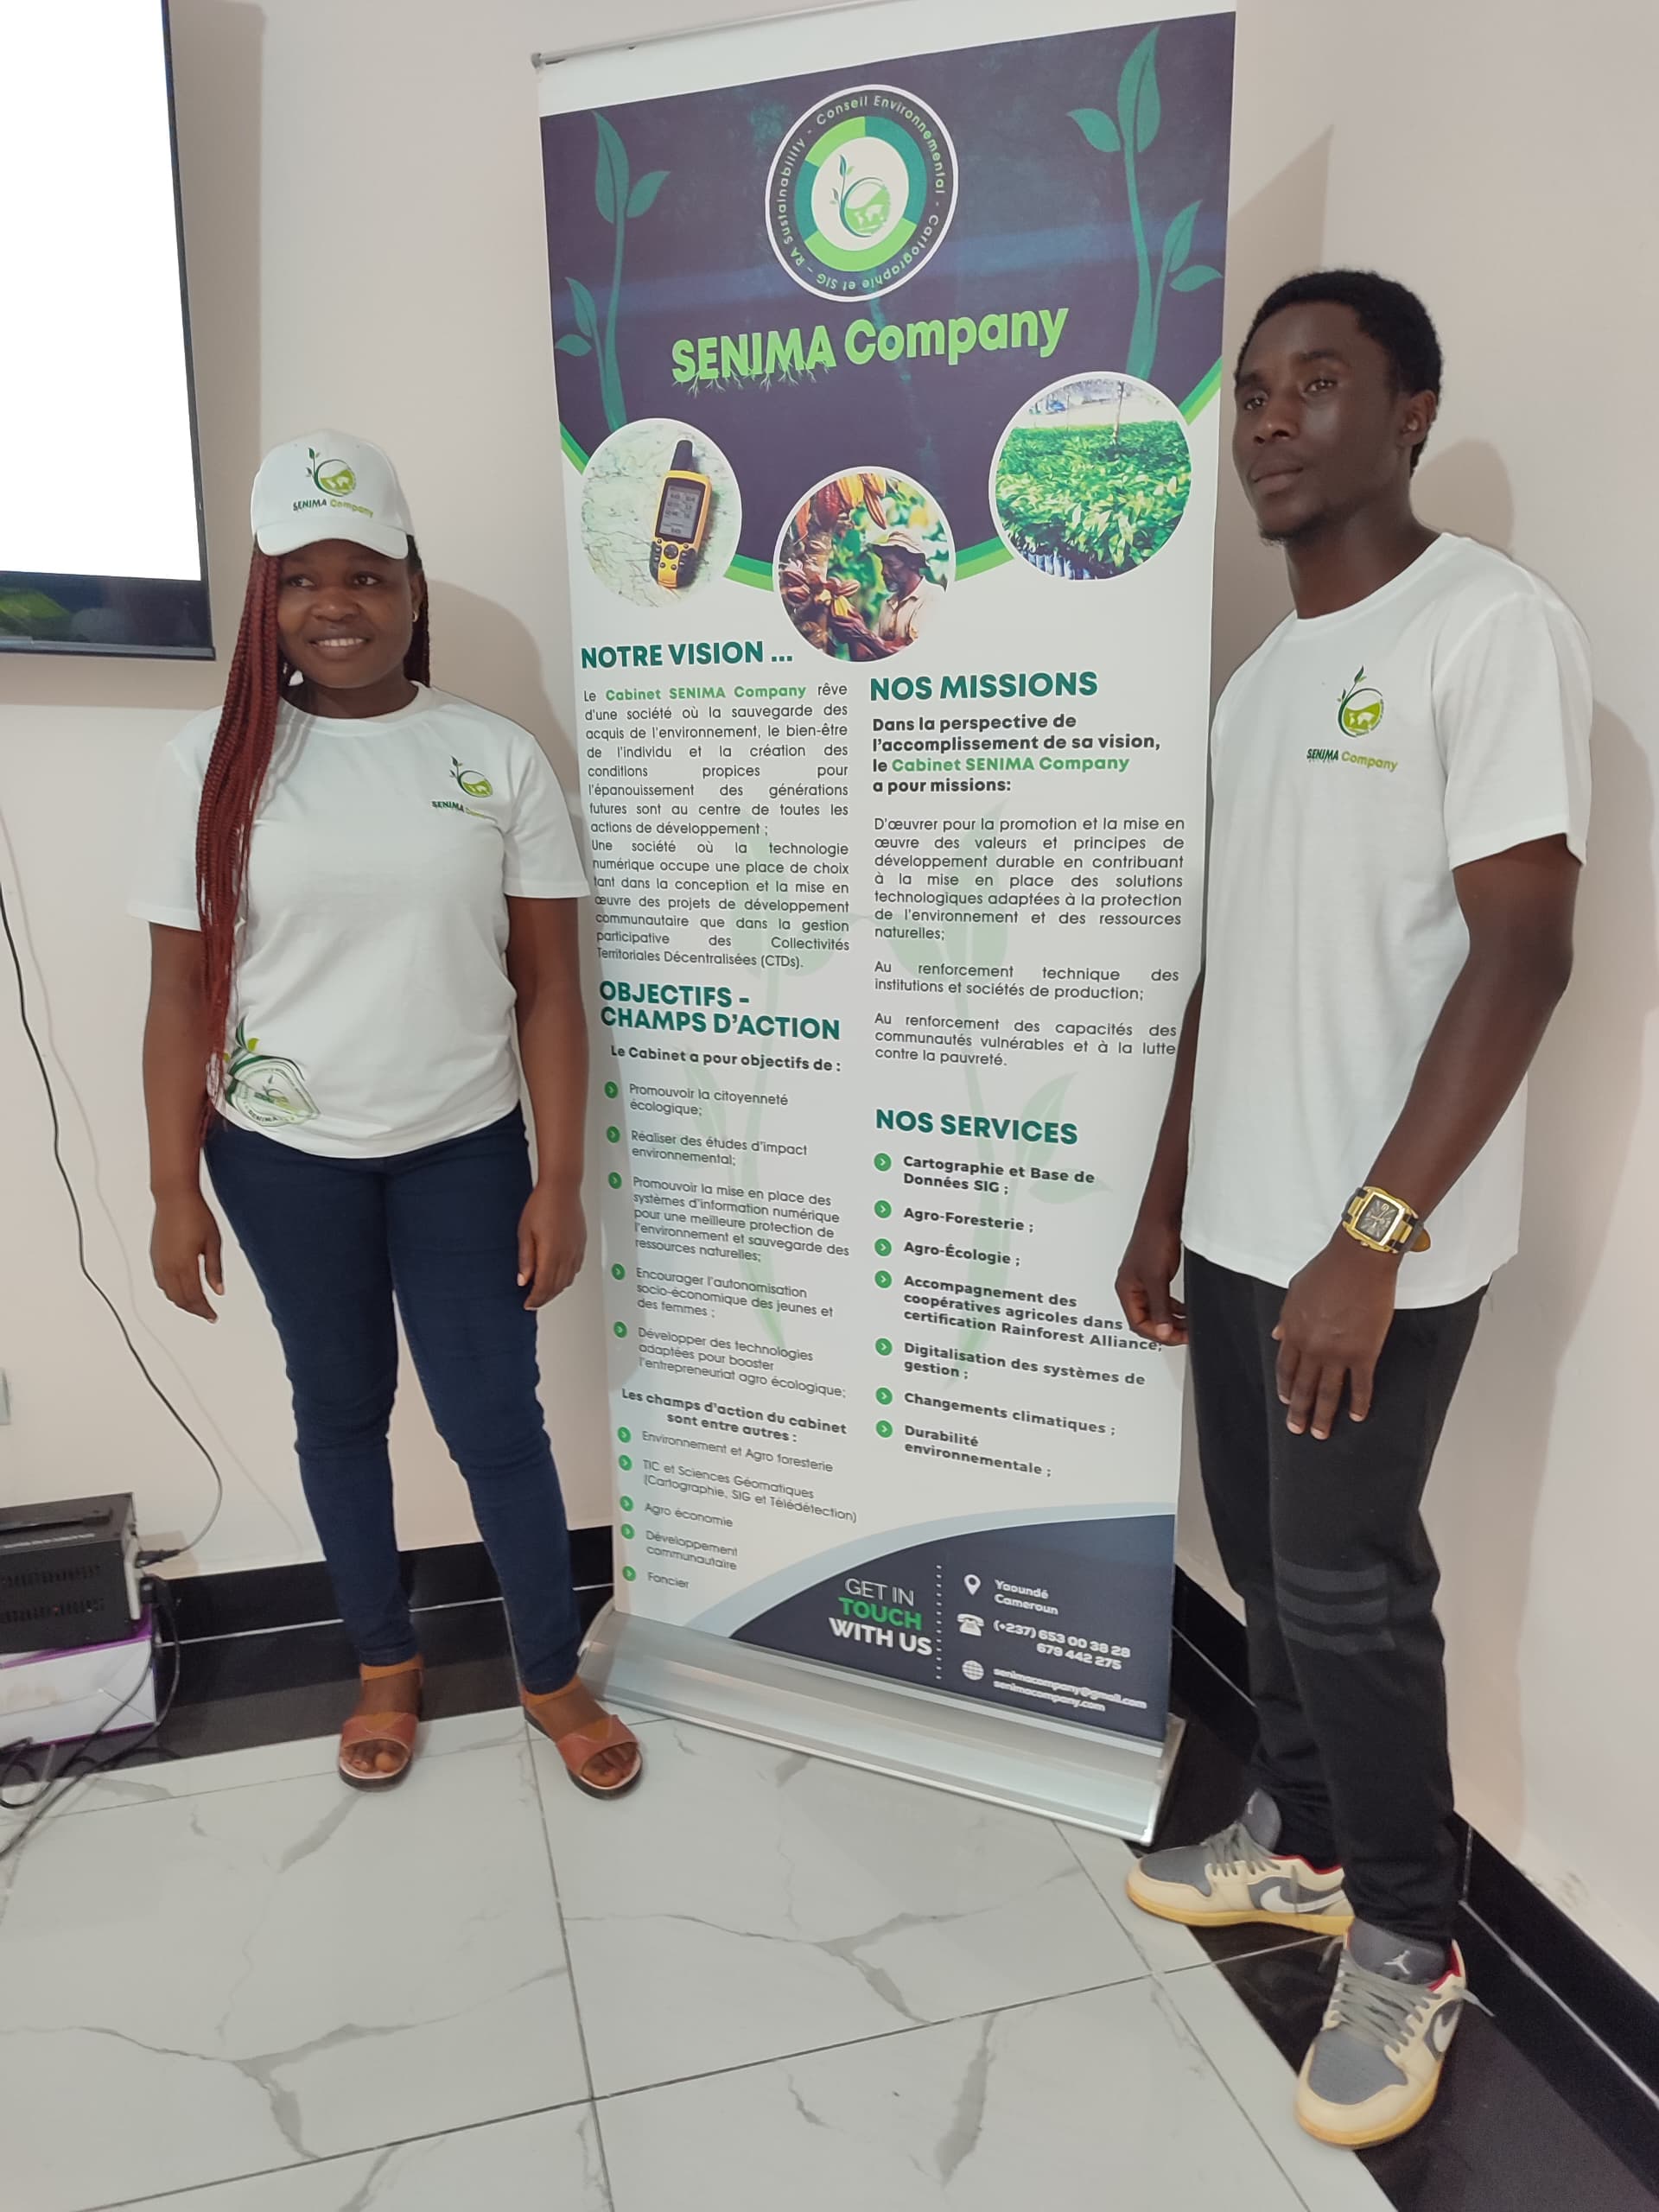 Conseil Environnemental - Cartographie et SIG - RA Sustainability -
SENIMA Company
NOTRE VISION ...
Le Cabinet SENIMA Company rêve
d'une société où la sauvegarde des
acquis de l'environnement, le bien-être
de l'individu et la création des
conditions propices pour
l'épanouissement des générations
futures sont au centre de toutes les
actions de développement ;
Une société où la technologie
numérique occupe une place de choix
tant dans la conception et la mise en
œuvre des projets de développement
communautaire que dans la gestion
participative des Collectivités
Territoriales Décentralisées (CTDs).
OBJECTIFS -
CHAMPS D'ACTION
Le Cabinet a pour objectifs de :
Promouvoir la citoyenneté
écologique;
Réaliser des études d'impact
environnemental;
Promouvoir la mise en place des
systèmes d'information numérique
pour une meilleure protection de
l'environnement et sauvegarde des
ressources naturelles;
Encourager l'autonomisation
socio-économique des jeunes et
des femmes ;
Développer des technologies
adaptées pour booster
l'entrepreneuriat agro écologique;
Les champs d'action du cabinet
sont entre autres :
Environnement et Agro foresterie
TIC et Sciences Géomatiques
(Cartographie, SIG et Télédétection)
Agro économie
Développement
communautaire
Foncier
NOS MISSIONS
Dans la perspective de
l'accomplissement de sa vision,
le Cabinet SENIMA Company
a pour missions:
D'œuvrer pour la promotion et la mise en
œuvre des valeurs et principes de
développement durable en contribuant
à la mise en place des solutions
technologiques adaptées à la protection
de l'environnement et des ressources
naturelles;
Au renforcement technique des
institutions et sociétés de production;
Au renforcement des capacités des
communautés vulnérables et à la lutte
contre la pauvreté.
NOS SERVICES
Cartographie et Base de
Données SIG ;
Agro-Foresterie ;
Agro-Écologie ;
Accompagnement des
coopératives agricoles dans
certification Rainforest Alliance;
Digitalisation des systèmes de
gestion ;
Changements climatiques ;
Durabilité
environnementale ;
GET IN
TOUCH
WITH US
Yaoundé
Cameroun
(+237) 653 00 38 28
679 442 275
senimacompany@gmail.com
senimacompany.com
SENIMA Company
SENIMA
SENIMA
SENIMA Company